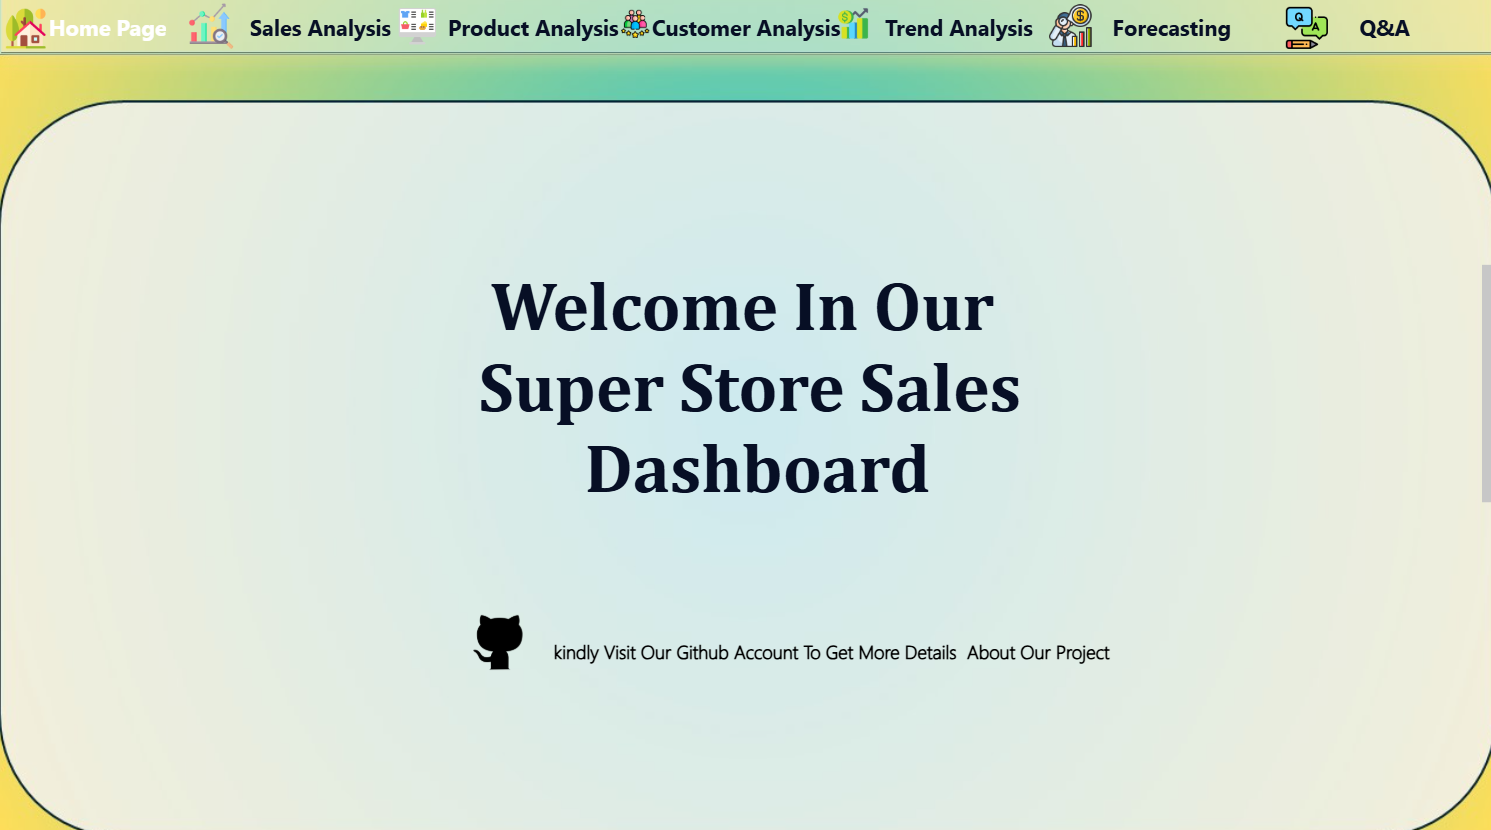 Home Page Sales Analysis Product Analysis Customer Analysis Trend Analysis Forecasting Q A Q&A
Welcome In Our
Super Store Sales
Dashboard
kindly Visit Our Github Account To Get More Details About Our Project